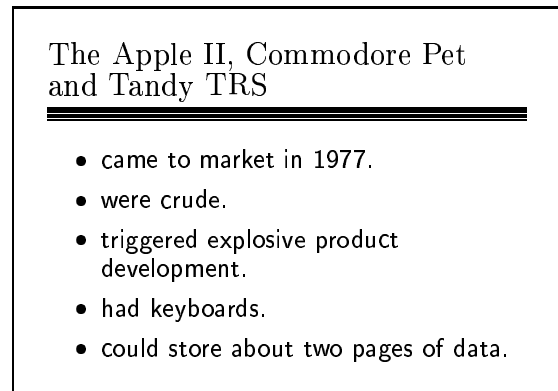 The Apple II, Commodore Pet
and Tandy TRS
• came to market in 1977.
• were crude.
• triggered explosive product
development.
• had keyboards.
• could store about two pages of data.